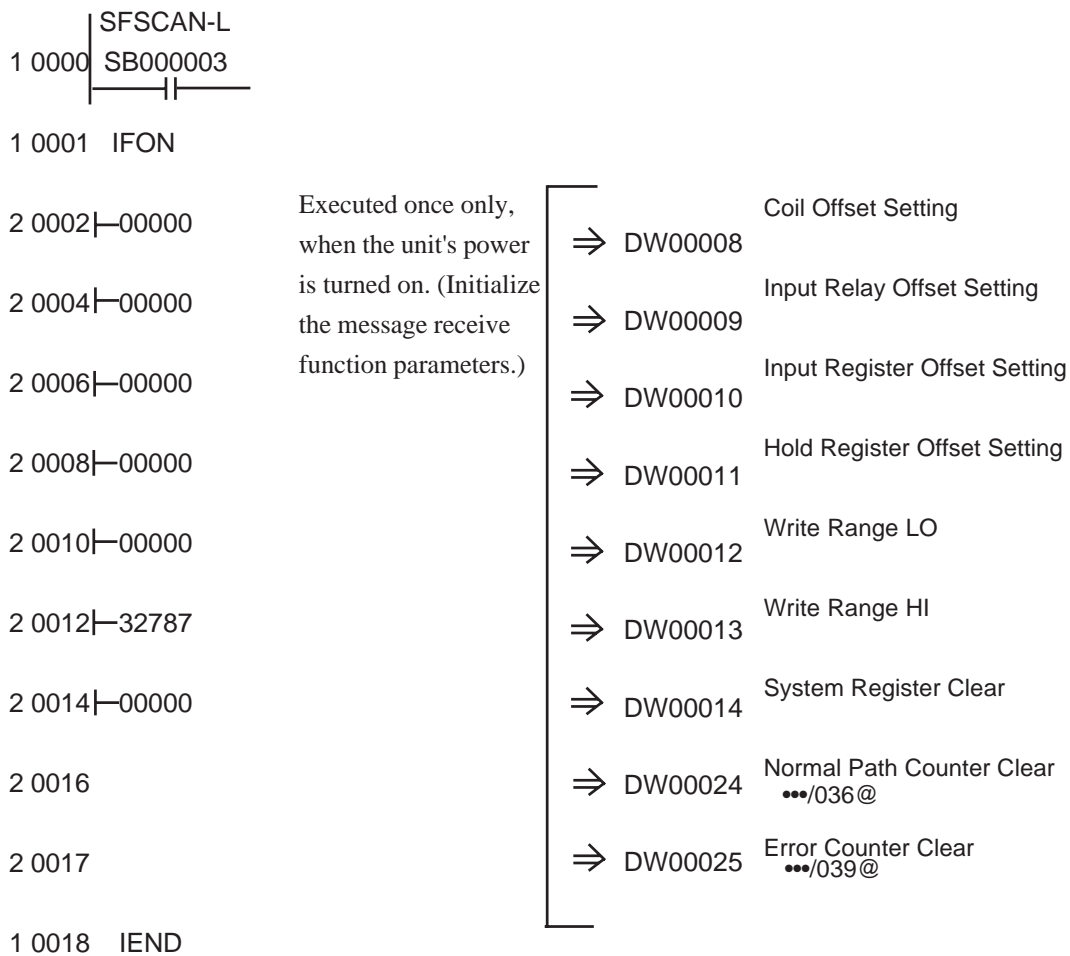 SFSCAN-L
1 0000 SB000003
1 0001 IFON
2 0002 00000 ⇒ DW00008 Coil Offset Setting
2 0004 00000 ⇒ DW00009 Input Relay Offset Setting
2 0006 00000 ⇒ DW00010 Input Register Offset Setting
2 0008 00000 ⇒ DW00011 Hold Register Offset Setting
2 0010 00000 ⇒ DW00012 Write Range LO
2 0012 32787 ⇒ DW00013 Write Range HI
2 0014 00000 ⇒ DW00014 System Register Clear
2 0016 ⇒ DW00024 Normal Path Counter Clear
•••/036@
2 0017 ⇒ DW00025 Error Counter Clear
•••/039@
1 0018 IEND
Executed once only,
when the unit's power
is turned on. (Initialize
the message receive
function parameters.)